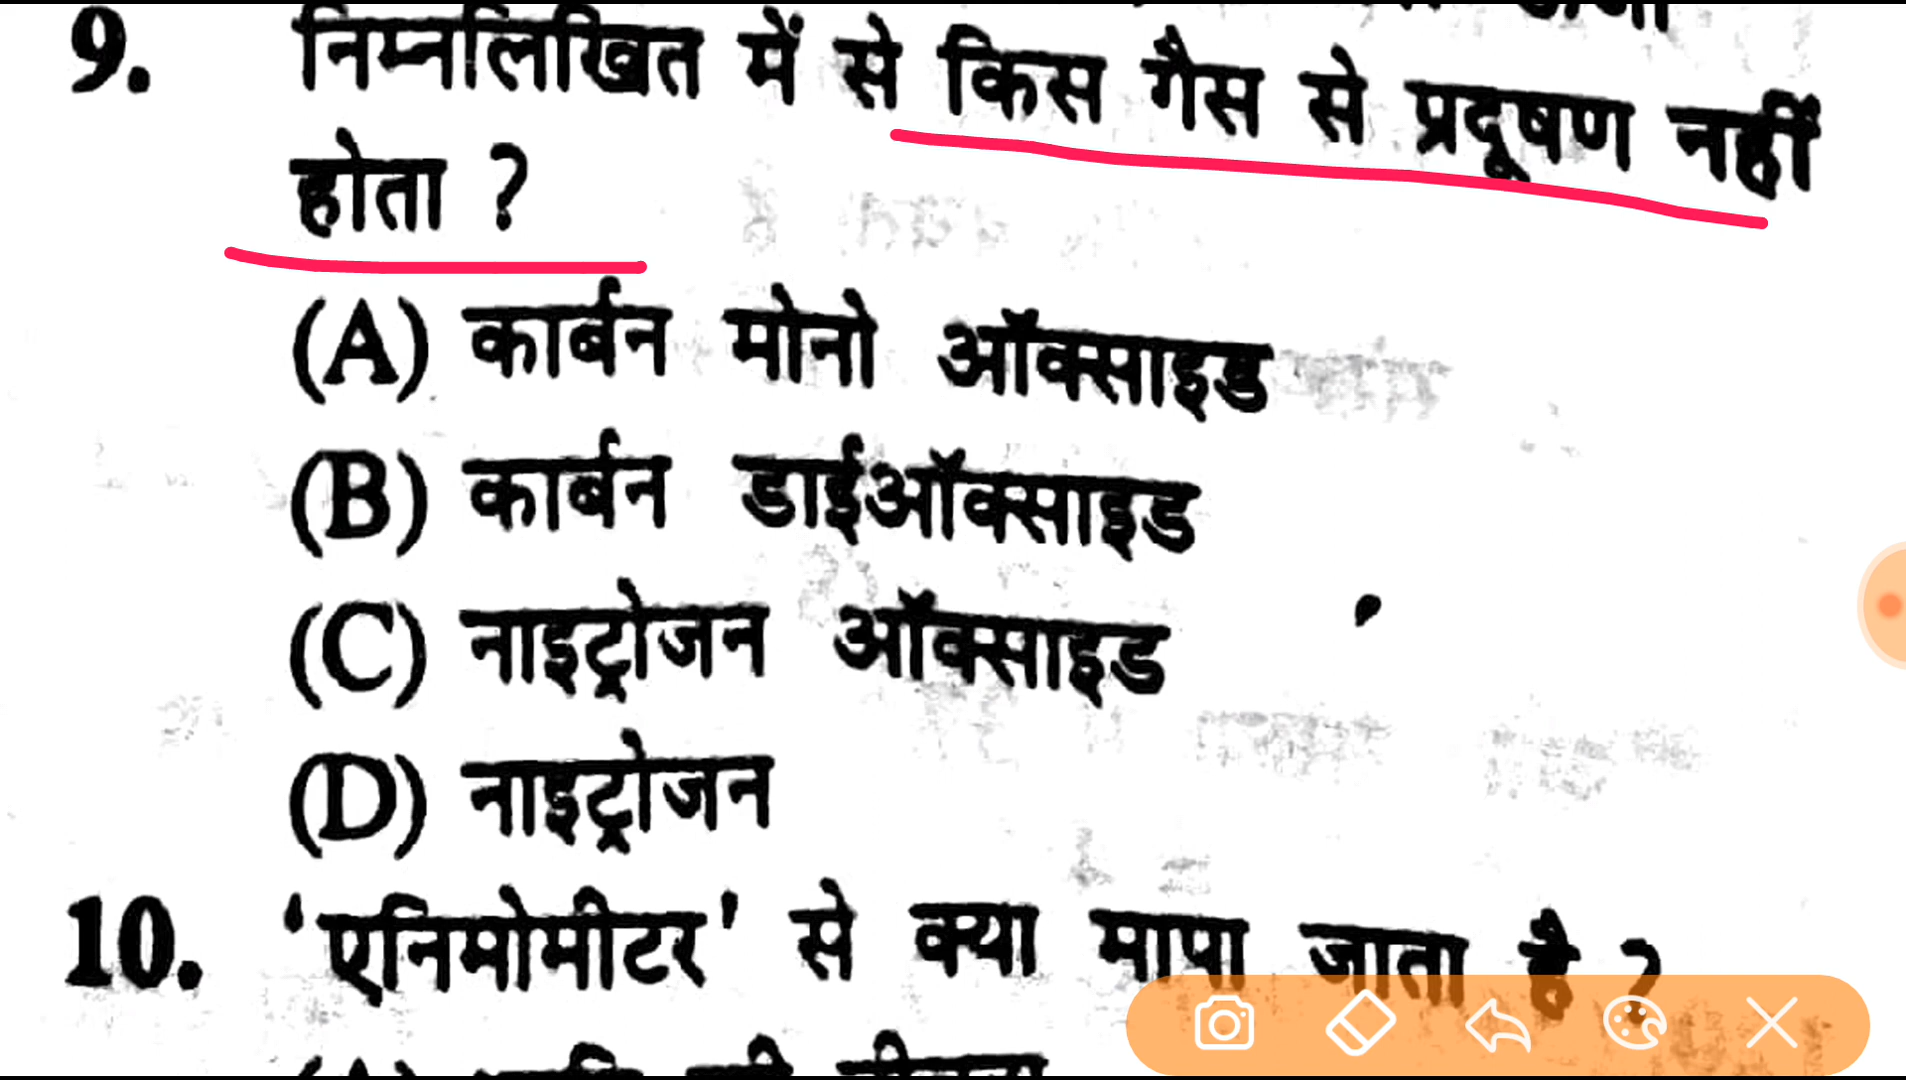 9. निम्नलिखित में से किस गैस से प्रदूषण नहीं
होता ?
(A) कार्बन मोनो ऑक्साइड
(B) कार्बन डाईऑक्साइड
(C) नाइट्रोजन ऑक्साइड
(D) नाइट्रोजन
10. 'एनिमोमीटर' से क्या मापा जाता है ?